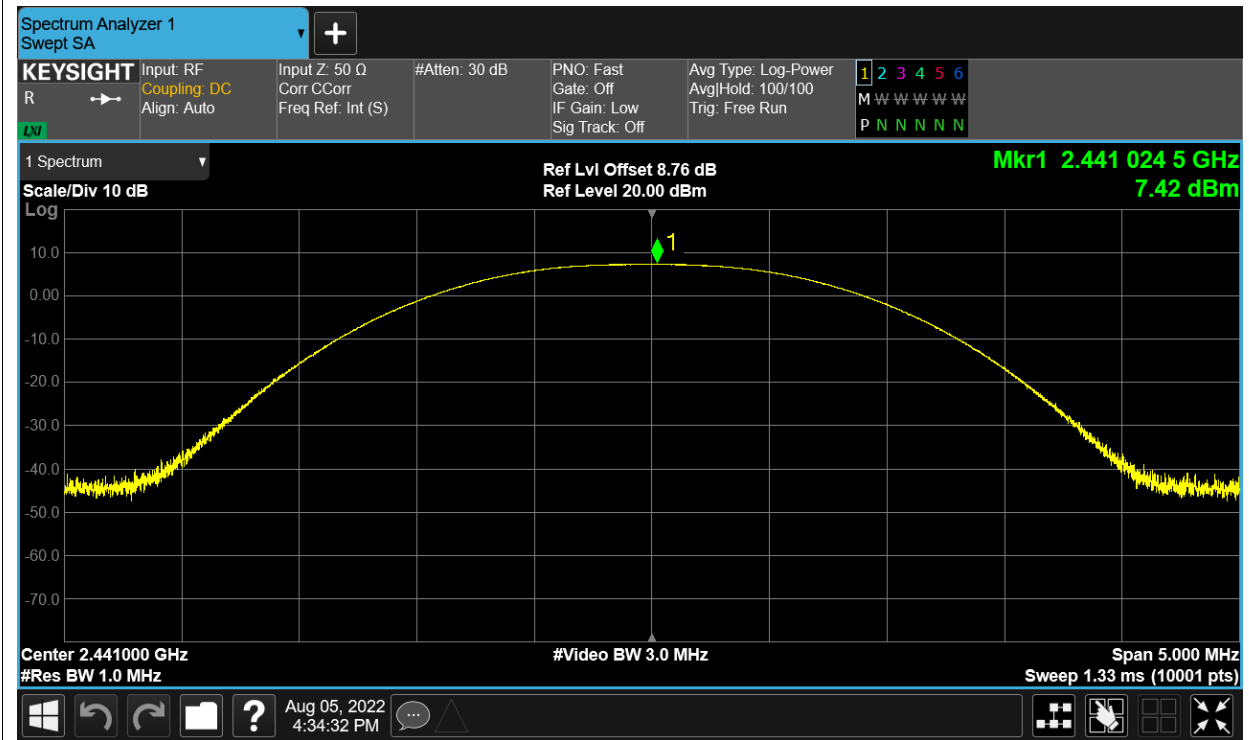 Spectrum Analyzer 1
Swept SA
KEYSIGHT
R
LXI
Input: RF
Coupling: DC
Align: Auto
Input Z: 50 Ω
Corr CCorr
Freq Ref: Int (S)
#Atten: 30 dB
PNO: Fast
Gate: Off
IF Gain: Low
Sig Track: Off
Avg Type: Log-Power
Avg|Hold: 100/100
Trig: Free Run
1 2 3 4 5 6
M W W W W W
P N N N N N
1 Spectrum
Scale/Div 10 dB
Ref Lvl Offset 8.76 dB
Ref Level 20.00 dBm
Mkr1 2.441 024 5 GHz
7.42 dBm
Log
1
10.0
0.00
-10.0
-20.0
-30.0
-40.0
-50.0
-60.0
-70.0
Center 2.441000 GHz
#Video BW 3.0 MHz
Span 5.000 MHz
#Res BW 1.0 MHz
Sweep 1.33 ms (10001 pts)
?
Aug 05, 2022
4:34:32 PM